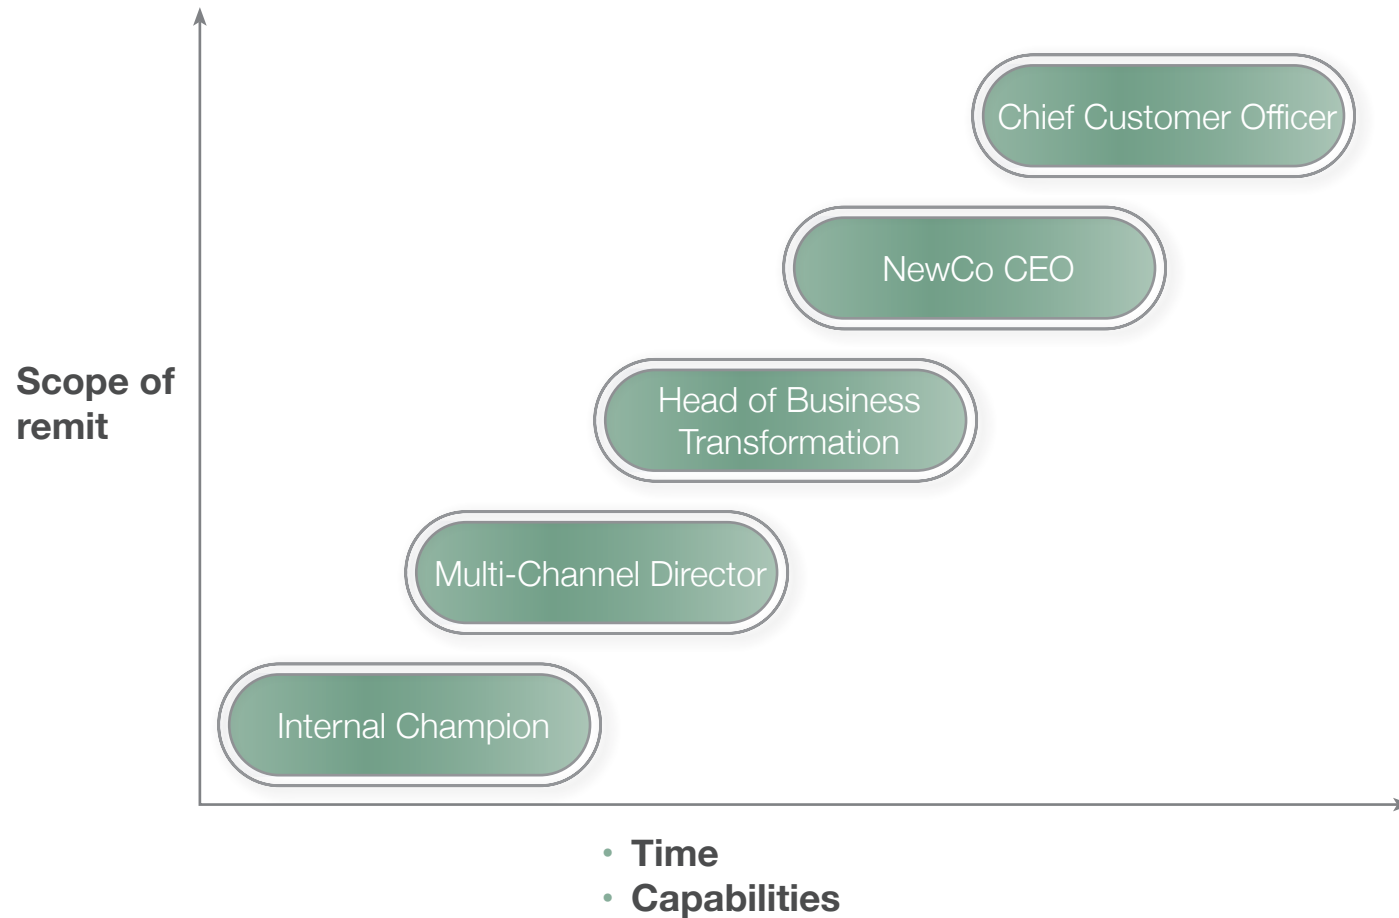 Chief Customer Officer
NewCo CEO
Scope of
remit
Head of Business
Transformation
Multi-Channel Director
Internal Champion
• Time
• Capabilities